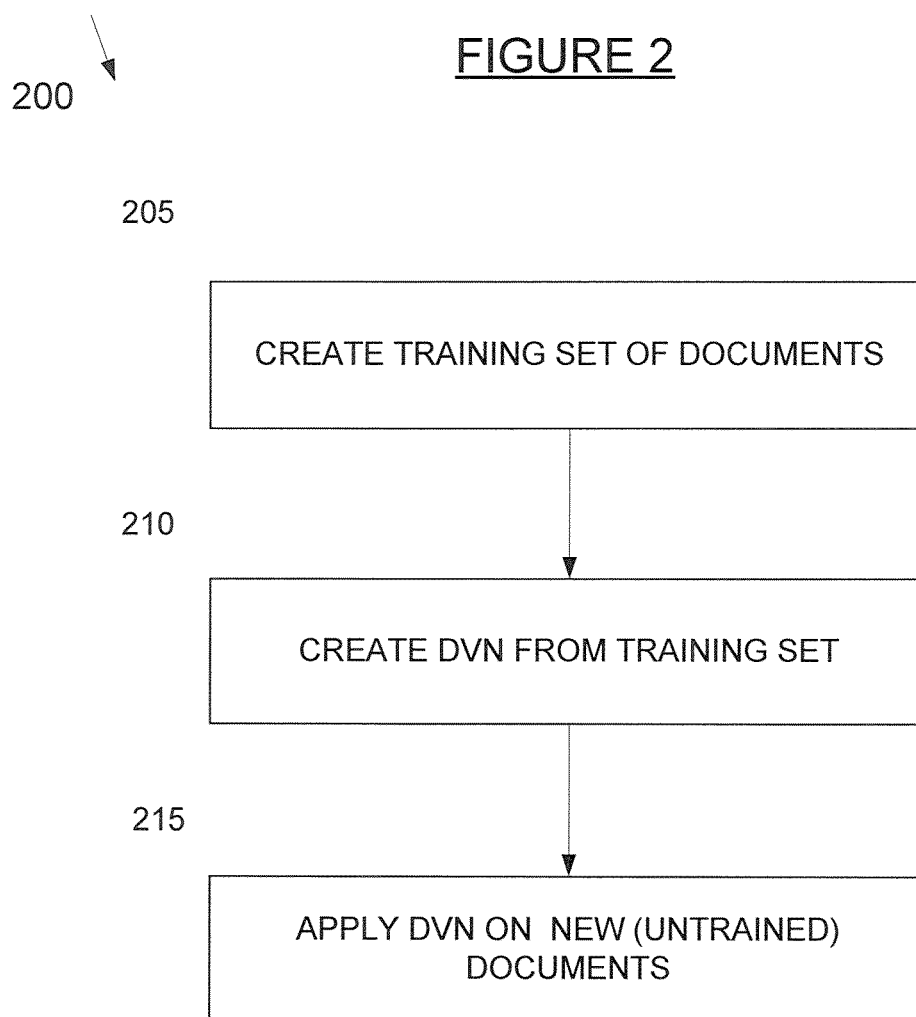 FIGURE 2
200
205
CREATE TRAINING SET OF DOCUMENTS
210
CREATE DVN FROM TRAINING SET
215
APPLY DVN ON NEW (UNTRAINED)
DOCUMENTS